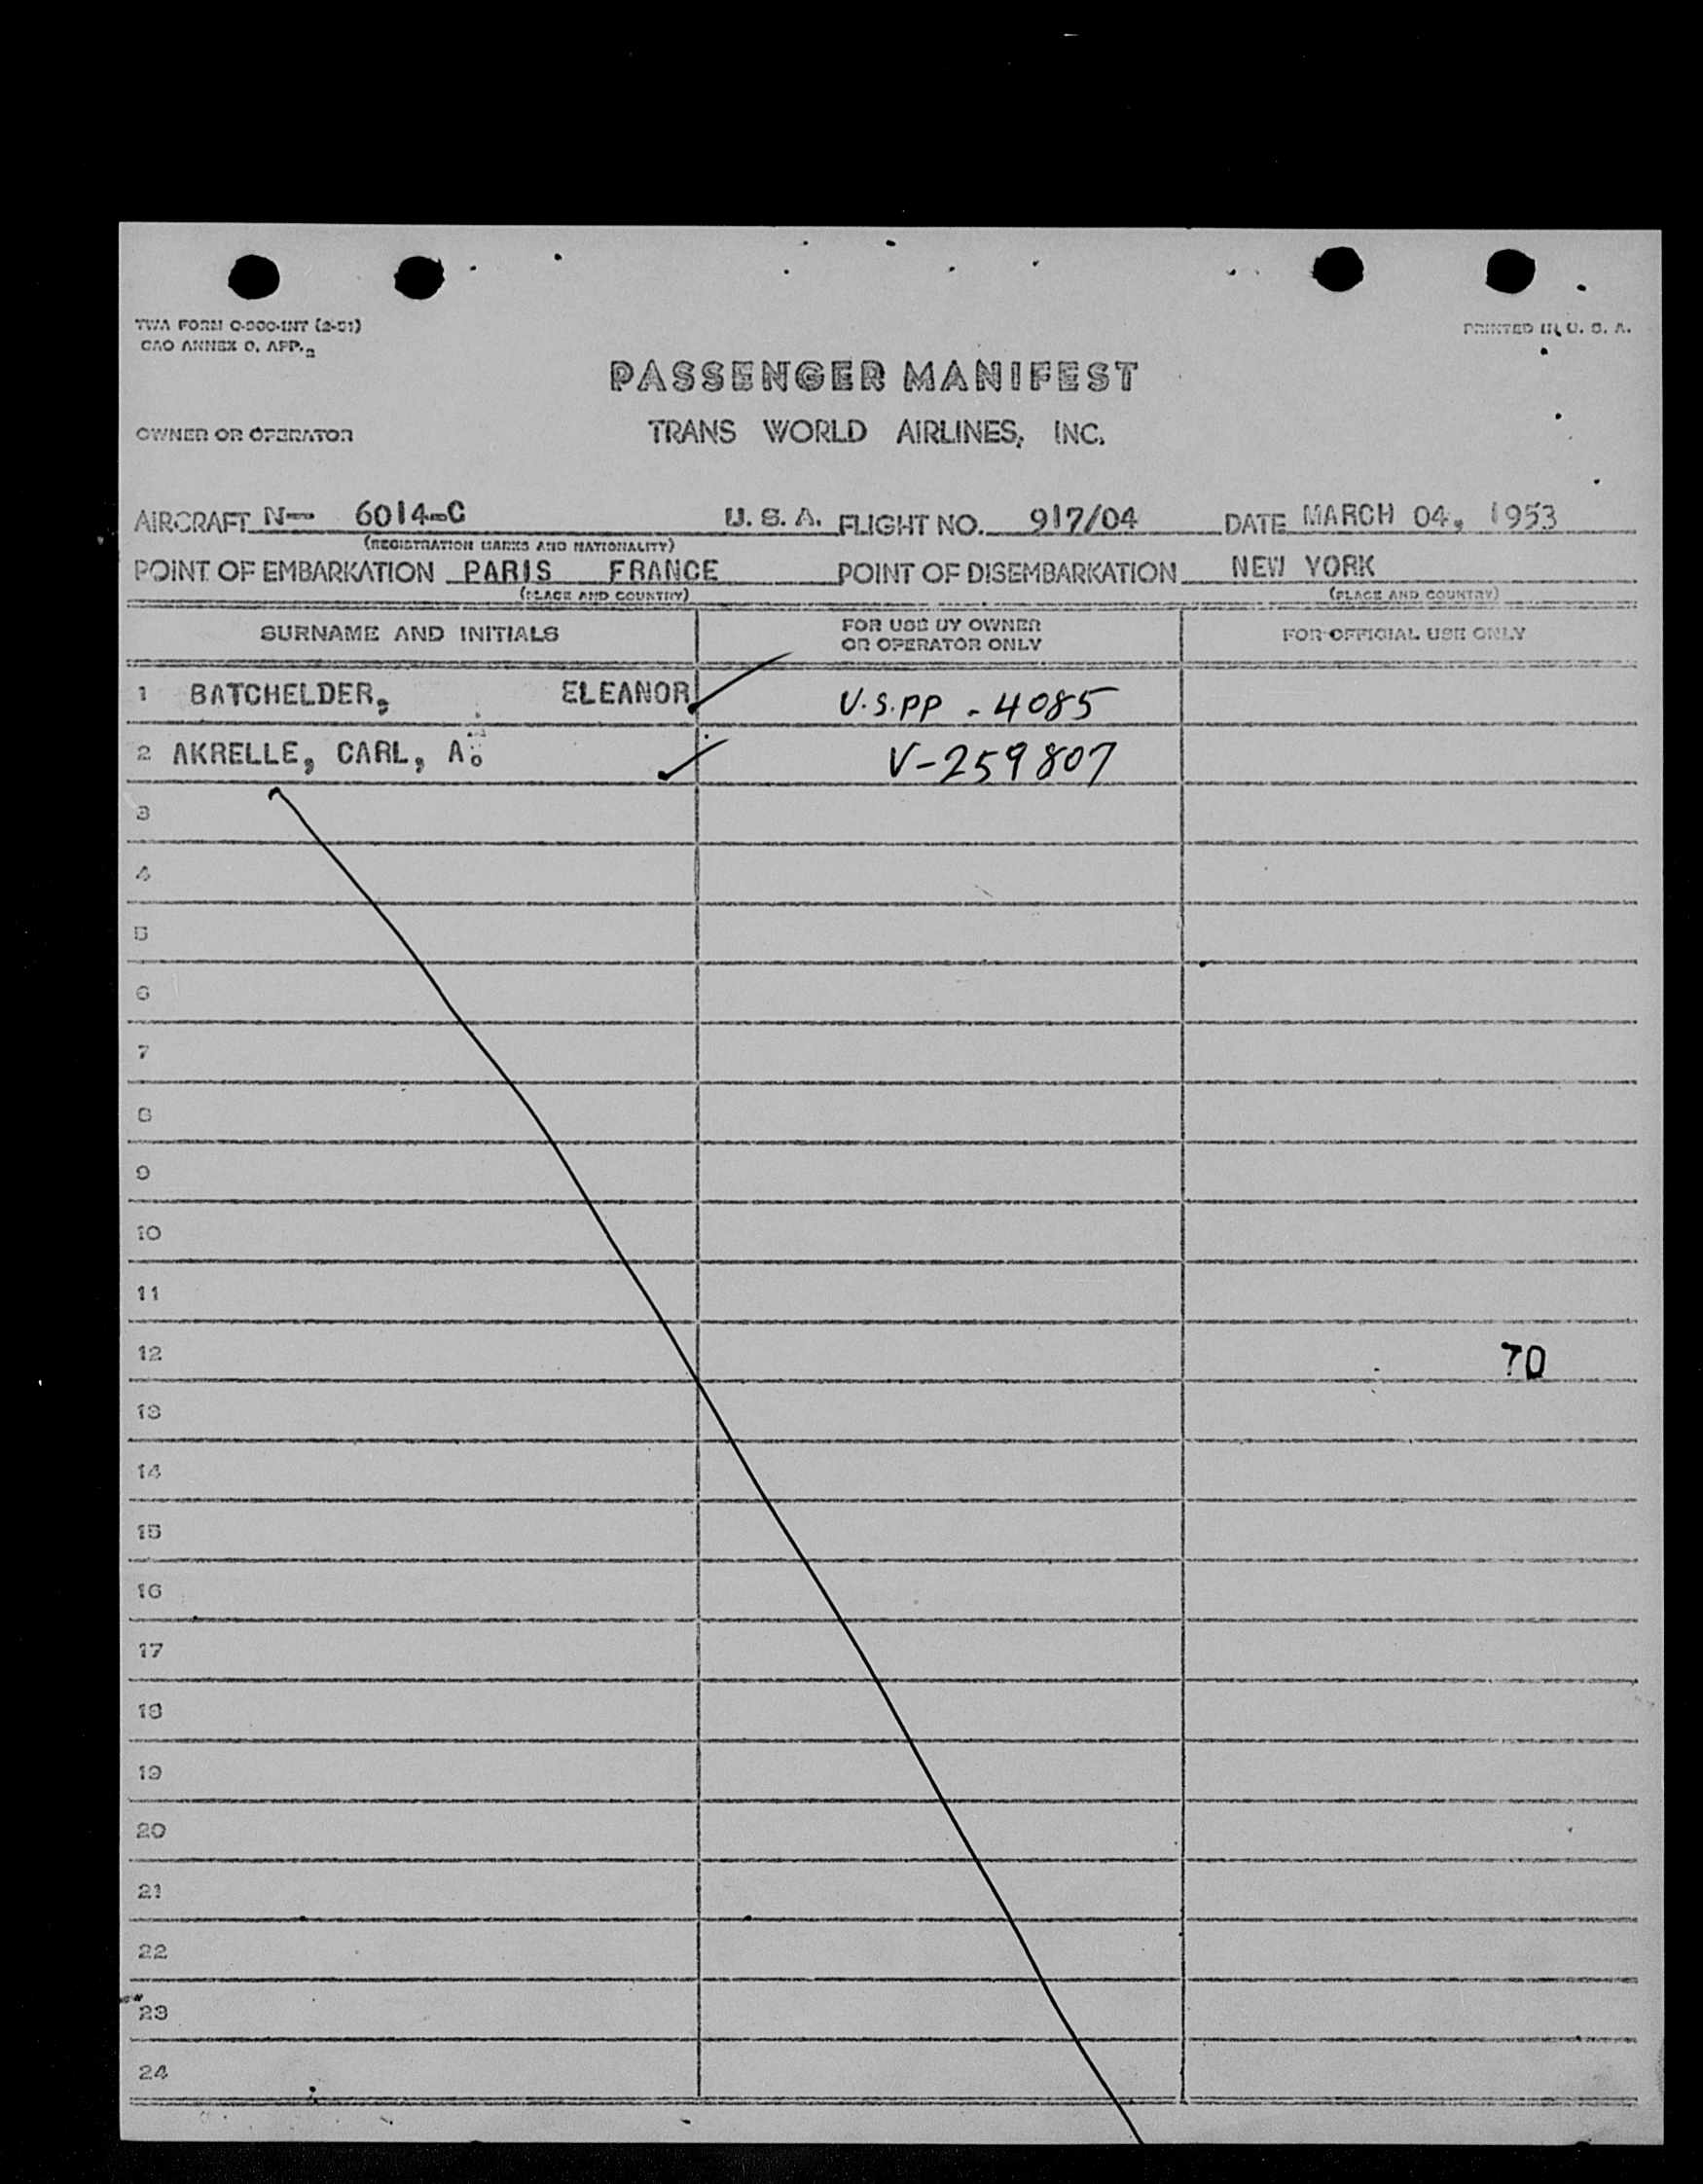 TWA FORM O-900-INT (2-51)
PRINTED IN U. S. A.
CAO ANNEX 9, APP.
PASSENGER MANIFEST
OWNER OR OPERATOR TRANS WORLD AIRLINES, INC.
AIRCRAFT N- 6014-C U. S. A. FLIGHT NO. 917/04 DATE MARCH 04, 1953
(REGISTRATION MARKS AND NATIONALITY)
POINT OF EMBARKATION PARIS FRANCE POINT OF DISEMBARKATION NEW YORK
(PLACE AND COUNTRY) (PLACE AND COUNTRY)
SURNAME AND INITIALS FOR USE BY OWNER OR OPERATOR ONLY FOR OFFICIAL USE ONLY
1 BATCHELDER, ELEANOR U.S.PP - 4085
2 AKRELLE, CARL, A. V-259807
3
4
5
6
7
8
9
10
11
12 70
13
14
15
16
17
18
19
20
21
22
23
24